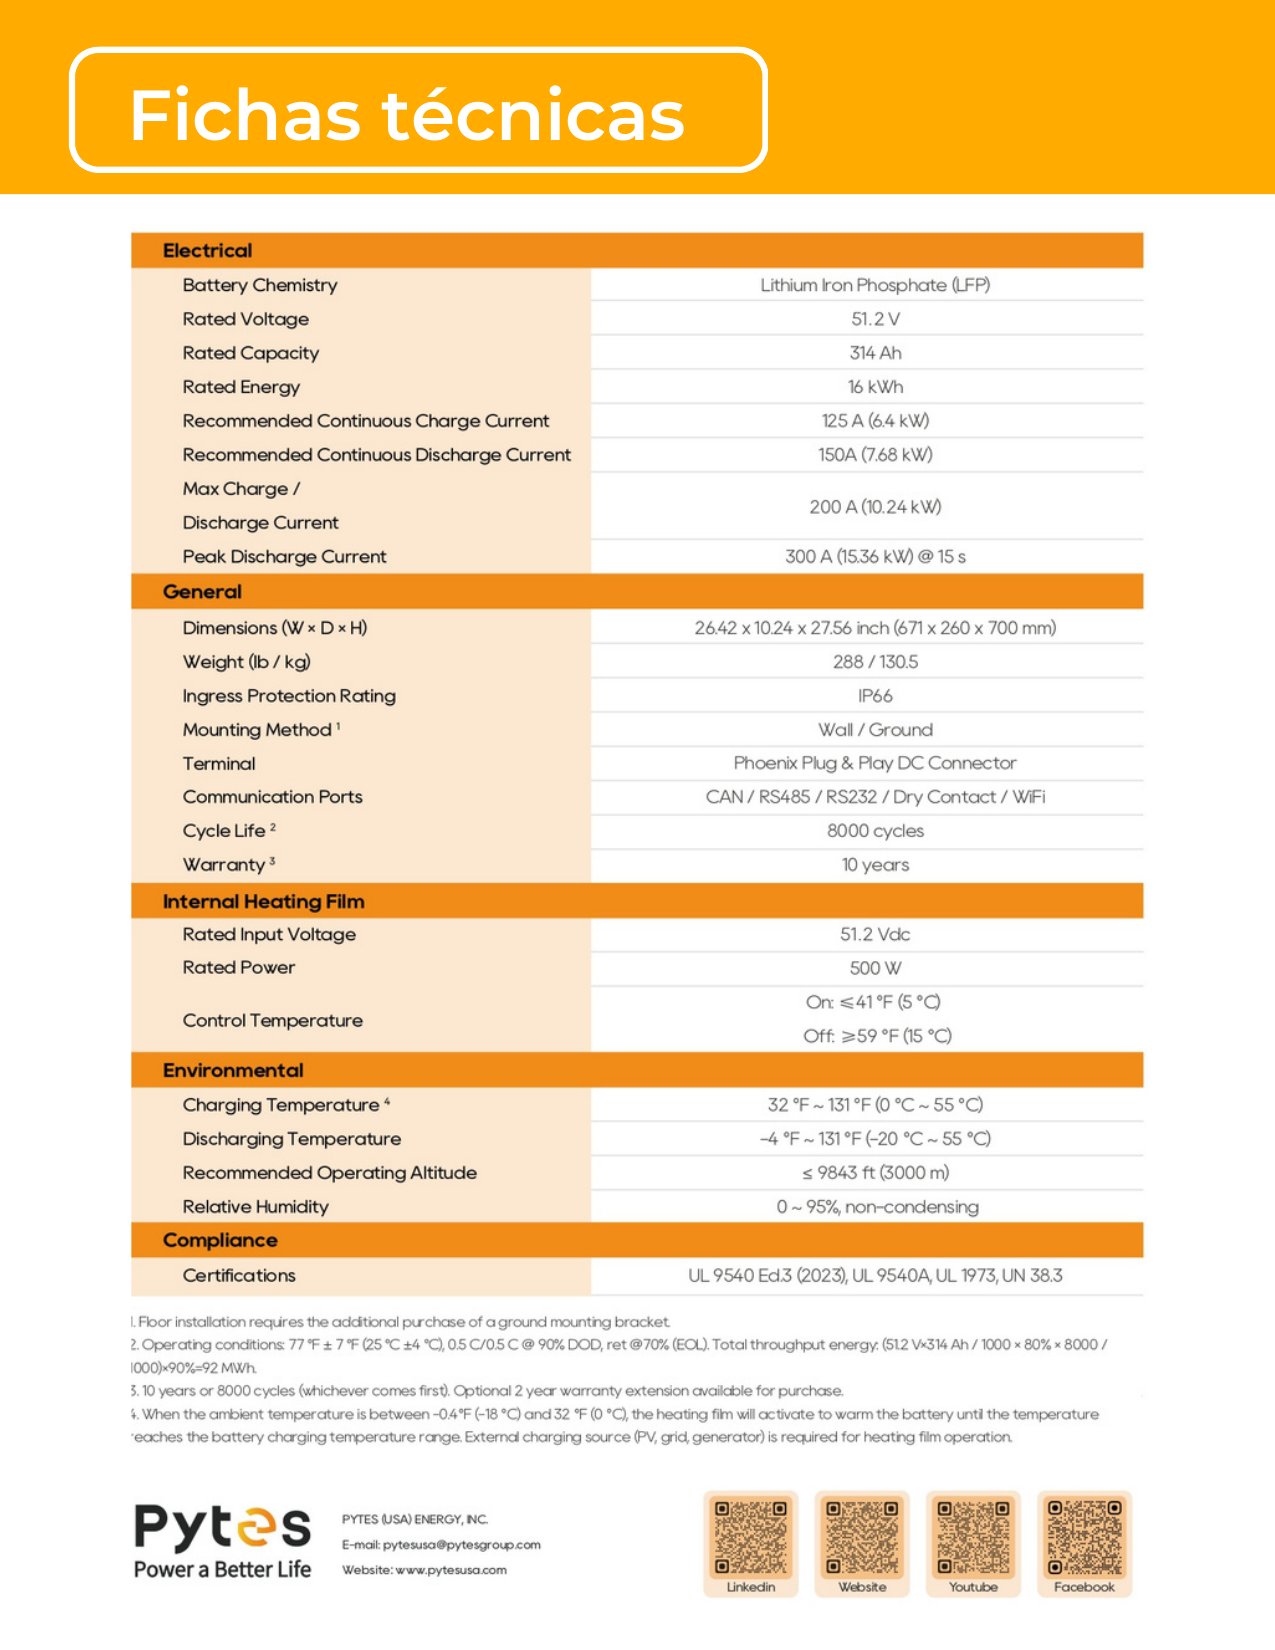 Fichas técnicas
Electrical
Battery Chemistry Lithium Iron Phosphate (LFP)
Rated Voltage 51.2 V
Rated Capacity 314 Ah
Rated Energy 16 kWh
Recommended Continuous Charge Current 125 A (6.4 kW)
Recommended Continuous Discharge Current 150A (7.68 kW)
Max Charge /
Discharge Current 200 A (10.24 kW)
Peak Discharge Current 300 A (15.36 kW) @ 15 s
General
Dimensions (W × D × H) 26.42 x 10.24 x 27.56 inch (671 x 260 x 700 mm)
Weight (lb / kg) 288 / 130.5
Ingress Protection Rating IP66
Mounting Method ¹ Wall / Ground
Terminal Phoenix Plug & Play DC Connector
Communication Ports CAN / RS485 / RS232 / Dry Contact / WiFi
Cycle Life ² 8000 cycles
Warranty ³ 10 years
Internal Heating Film
Rated Input Voltage 51.2 Vdc
Rated Power 500 W
Control Temperature On: ≤41 °F (5 °C)
Off: ≥59 °F (15 °C)
Environmental
Charging Temperature ⁴ 32 °F ~ 131 °F (0 °C ~ 55 °C)
Discharging Temperature -4 °F ~ 131 °F (-20 °C ~ 55 °C)
Recommended Operating Altitude ≤ 9843 ft (3000 m)
Relative Humidity 0 ~ 95%, non-condensing
Compliance
Certifications UL 9540 Ed.3 (2023), UL 9540A, UL 1973, UN 38.3
1. Floor installation requires the additional purchase of a ground mounting bracket.
2. Operating conditions: 77 °F ± 7 °F (25 °C ±4 °C), 0.5 C/0.5 C @ 90% DOD, ret @70% (EOL). Total throughput energy: (51.2 V×314 Ah / 1000 × 80% × 8000 /
1000)×90%=92 MWh.
3. 10 years or 8000 cycles (whichever comes first). Optional 2 year warranty extension available for purchase.
4. When the ambient temperature is between -0.4°F (-18 °C) and 32 °F (0 °C), the heating film will activate to warm the battery until the temperature
reaches the battery charging temperature range. External charging source (PV, grid, generator) is required for heating film operation.
Pytes
Power a Better Life
PYTES (USA) ENERGY, INC.
E-mail: pytesusa@pytesgroup.com
Website: www.pytesusa.com
Linkedin Website Youtube Facebook